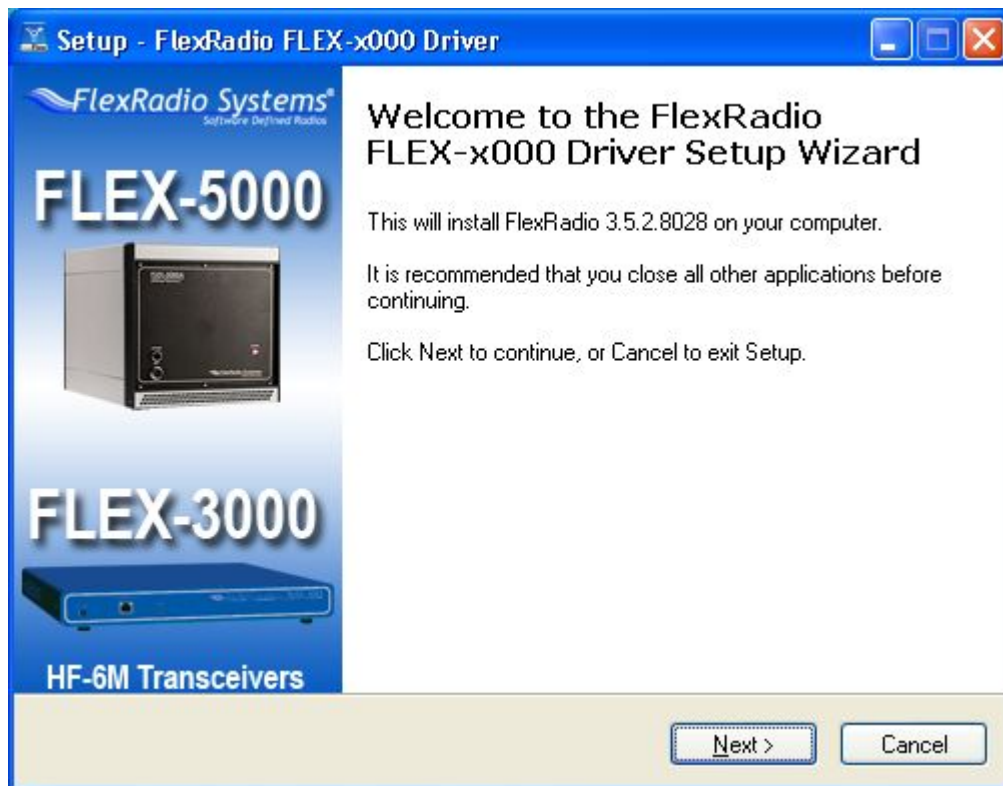 Setup - FlexRadio FLEX-x000 Driver
FlexRadio Systems®
Software Defined Radios
FLEX-5000
FLEX-3000
HF-6M Transceivers
Welcome to the FlexRadio
FLEX-x000 Driver Setup Wizard
This will install FlexRadio 3.5.2.8028 on your computer.
It is recommended that you close all other applications before
continuing.
Click Next to continue, or Cancel to exit Setup.
Next >
Cancel